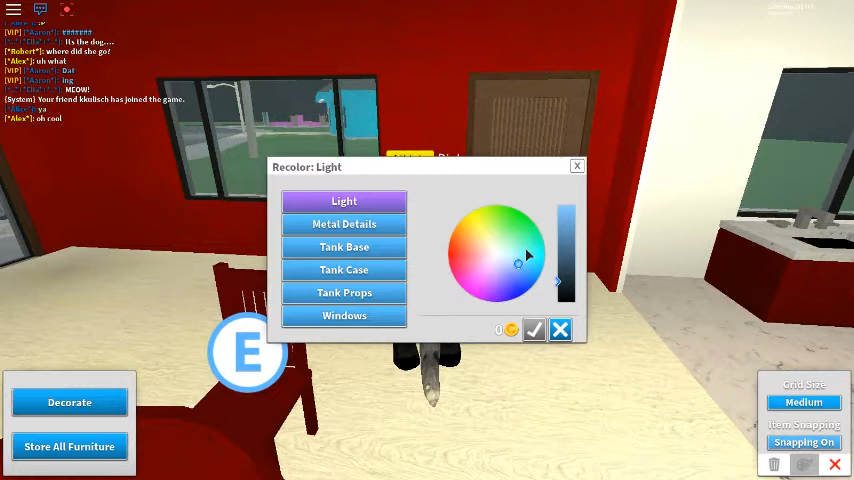 [VIP] [*Aaron*]: #######
[*.*Ella*.*]: Its the dog....
[*Robert*]: where did she go?
[*Alex*]: uh what
[VIP] [*Aaron*]: Dat
[VIP] [*Aaron*]: ing
MEOW!
{System} Your friend kkulisch has joined the game.
[*Alice*]: ya
[*Alex*]: oh cool
Recolor: Light
X
Light
Metal Details
Tank Base
Tank Case
Tank Props
Windows
0
E
Decorate
Store All Furniture
Grid Size
Medium
Item Snapping
Snapping On